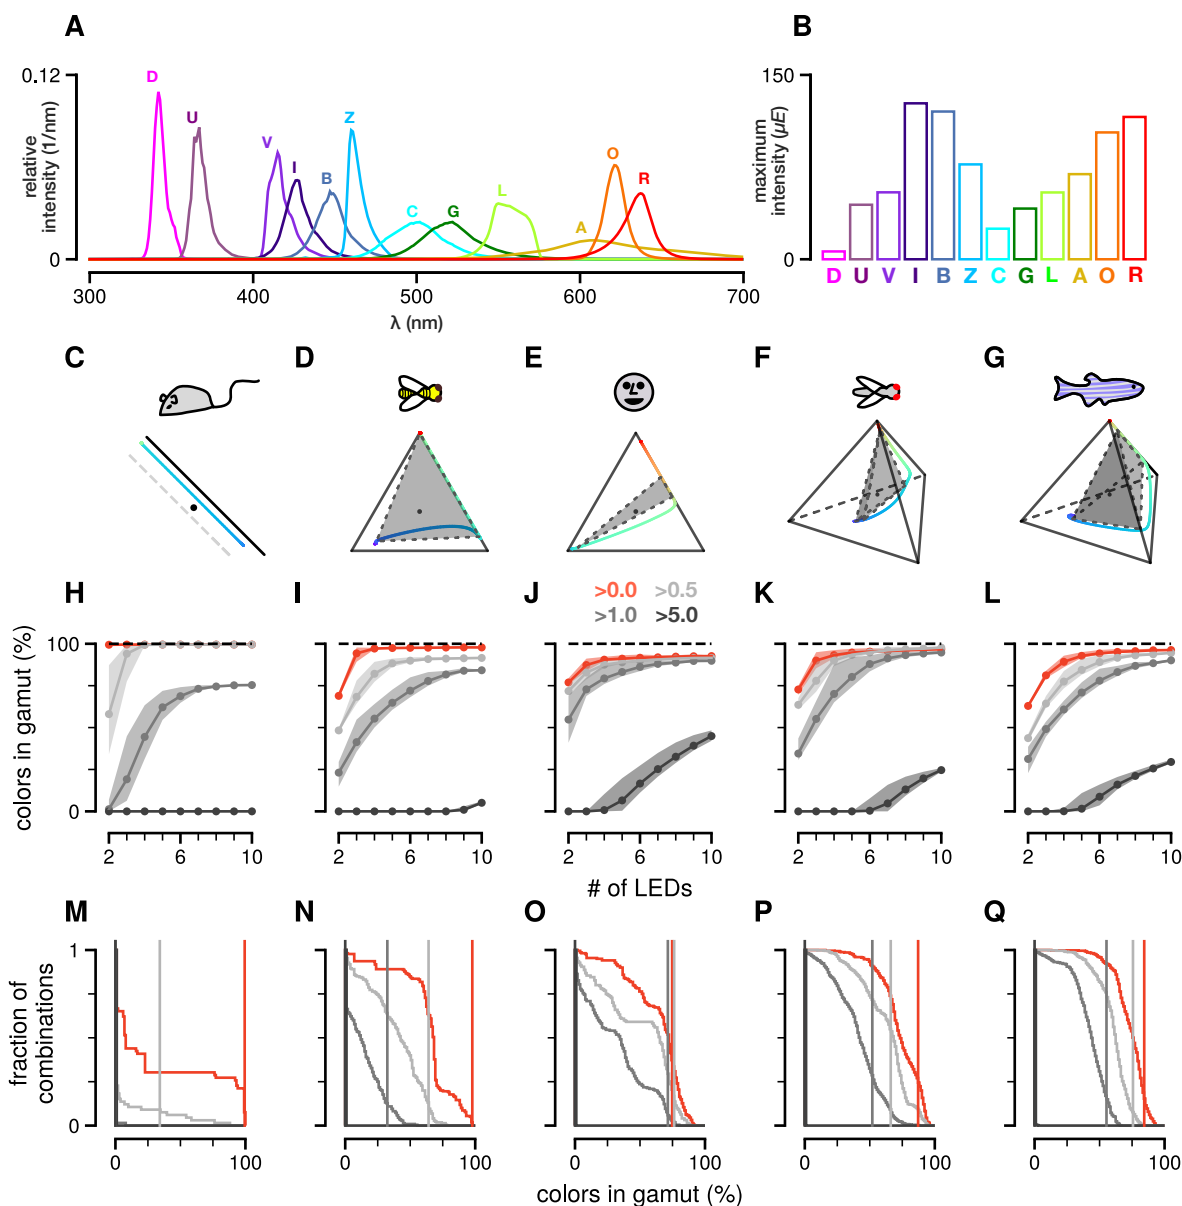 A
B
0.12
relative
intensity (1/nm)
0
D
U
V
I
B
Z
C
G
L
A
O
R
300
400
500
600
700
λ (nm)
150
maximum
intensity (µE)
0
D U V I B Z C G L A O R
C
D
E
F
G
H
I
J
K
L
>0.0 >0.5
>1.0 >5.0
colors in gamut (%)
100
0
2 6 10
2 6 10
2 6 10
2 6 10
2 6 10
# of LEDs
M
N
O
P
Q
fraction of
combinations
1
0
0 100
0 100
0 100
0 100
0 100
colors in gamut (%)